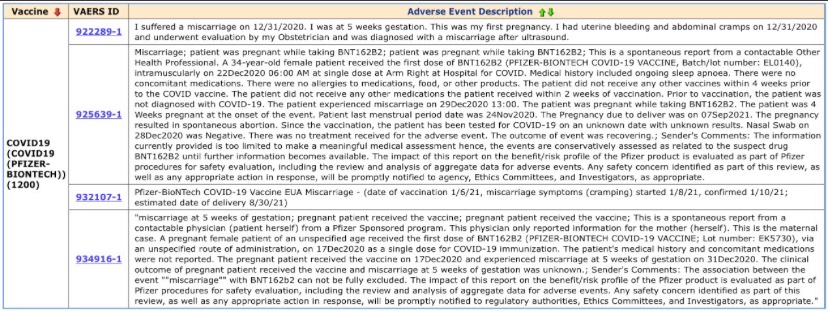 Vaccine VAERS ID Adverse Event Description
COVID19
(COVID19
(PFIZER-
BIONTECH))
(1200)
922289-1
I suffered a miscarriage on 12/31/2020. I was at 5 weeks gestation. This was my first pregnancy. I had uterine bleeding and abdominal cramps on 12/31/2020
and underwent evaluation by my Obstetrician and was diagnosed with a miscarriage after ultrasound.
925639-1
Miscarriage; patient was pregnant while taking BNT162B2; patient was pregnant while taking BNT162B2; This is a spontaneous report from a contactable Other
Health Professional. A 34-year-old female patient received the first dose of BNT162B2 (PFIZER-BIONTECH COVID-19 VACCINE, Batch/lot number: EL0140),
intramuscularly on 22Dec2020 06:00 AM at single dose at Arm Right at Hospital for COVID. Medical history included ongoing sleep apnoea. There were no
concomitant medications. There were no allergies to medications, food, or other products. The patient did not receive any other vaccines within 4 weeks prior
to the COVID vaccine. The patient did not receive any other medications the patient received within 2 weeks of vaccination. Prior to vaccination, the patient was
not diagnosed with COVID-19. The patient experienced miscarriage on 29Dec2020 13:00. The patient was pregnant while taking BNT162B2. The patient was 4
Weeks pregnant at the onset of the event. Patient last menstrual period date was 24Nov2020. The Pregnancy due to deliver was on 07Sep2021. The pregnancy
resulted in spontaneous abortion. Since the vaccination, the patient has been tested for COVID-19 on an unknown date with unknown results. Nasal Swab on
28Dec2020 was Negative. There was no treatment received for the adverse event. The outcome of event was recovering.; Sender's Comments: The information
currently provided is too limited to make a meaningful medical assessment hence, the events are conservatively assessed as related to the suspect drug
BNT162B2 until further information becomes available. The impact of this report on the benefit/risk profile of the Pfizer product is evaluated as part of Pfizer
procedures for safety evaluation, including the review and analysis of aggregate data for adverse events. Any safety concern identified as part of this review, as
well as any appropriate action in response, will be promptly notified to agency, Ethics Committees, and Investigators, as appropriate.
932107-1
Pfizer-BioNTech COVID-19 Vaccine EUA Miscarriage - (date of vaccination 1/6/21, miscarriage symptoms (cramping) started 1/8/21, confirmed 1/10/21;
estimated date of delivery 8/30/21)
934916-1
"miscarriage at 5 weeks of gestation; pregnant patient received the vaccine; pregnant patient received the vaccine; This is a spontaneous report from a
contactable physician (patient herself) from a Pfizer Sponsored program. This physician only reported information for the mother (herself). This is the maternal
case. A pregnant female patient of an unspecified age received the first dose of BNT162B2 (PFIZER-BIONTECH COVID-19 VACCINE; Lot number: EK5730), via
an unspecified route of administration, on 17Dec2020 as a single dose for COVID-19 immunization. The patient's medical history and concomitant medications
were not reported. The pregnant patient received the vaccine on 17Dec2020 and experienced miscarriage at 5 weeks of gestation on 31Dec2020. The clinical
outcome of pregnant patient received the vaccine and miscarriage at 5 weeks of gestation was unknown.; Sender's Comments: The association between the
event ""miscarriage"" with BNT162b2 can not be fully excluded. The impact of this report on the benefit/risk profile of the Pfizer product is evaluated as part of
Pfizer procedures for safety evaluation, including the review and analysis of aggregate data for adverse events. Any safety concern identified as part of this
review, as well as any appropriate action in response, will be promptly notified to regulatory authorities, Ethics Committees, and Investigators, as appropriate."